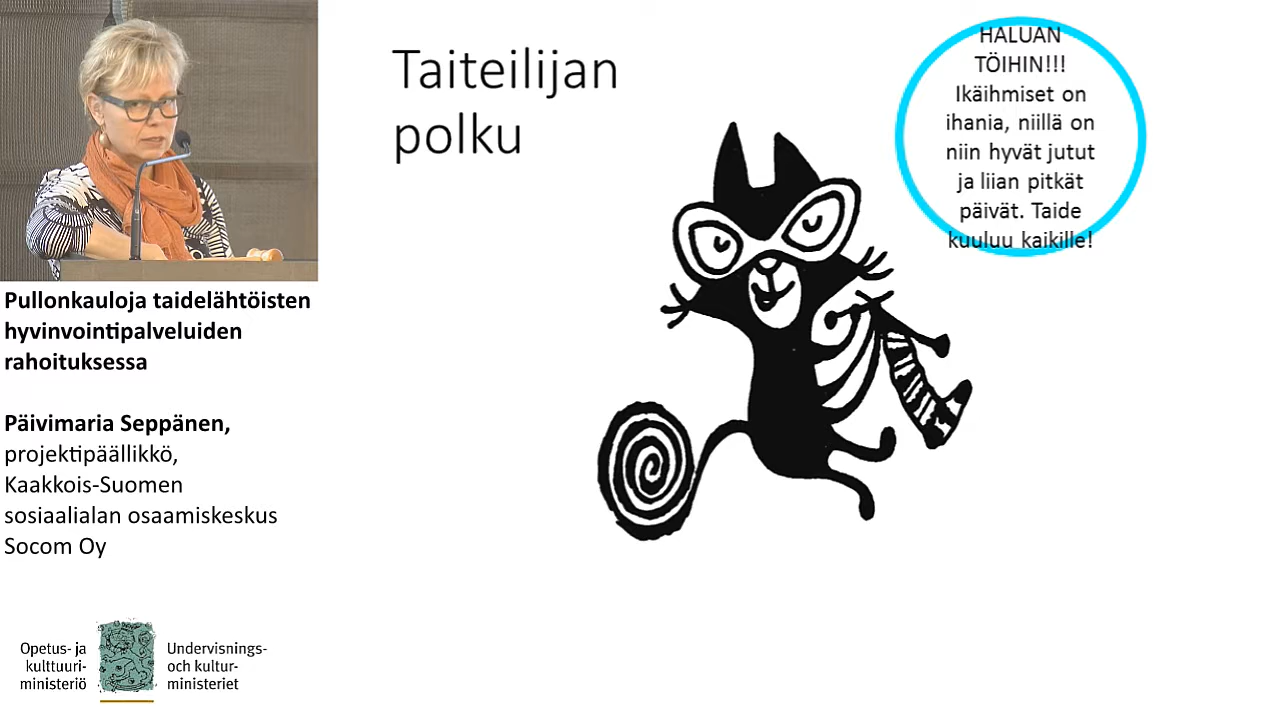 Taiteilijan
polku
HALUAN
TÖIHIN!!!
Ikäihmiset on
ihania, niillä on
niin hyvät jutut
ja liian pitkät
päivät. Taide
kuuluu kaikille!
Pullonkauloja taidelähtöisten
hyvinvointipalveluiden
rahoituksessa
Päivimaria Seppänen,
projektipäällikkö,
Kaakkois-Suomen
sosiaalialan osaamiskeskus
Socom Oy
Opetus- ja
kulttuuri-
ministeriö
Undervisnings-
och kultur-
ministeriet